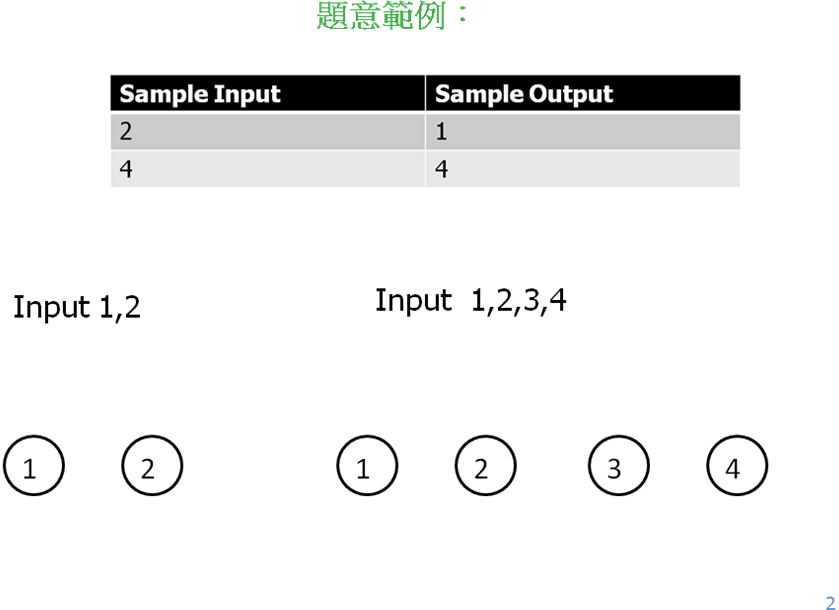 題意範例：
Sample Input Sample Output
2 1
4 4
Input 1,2 Input 1,2,3,4
1 2 1 2 3 4
2